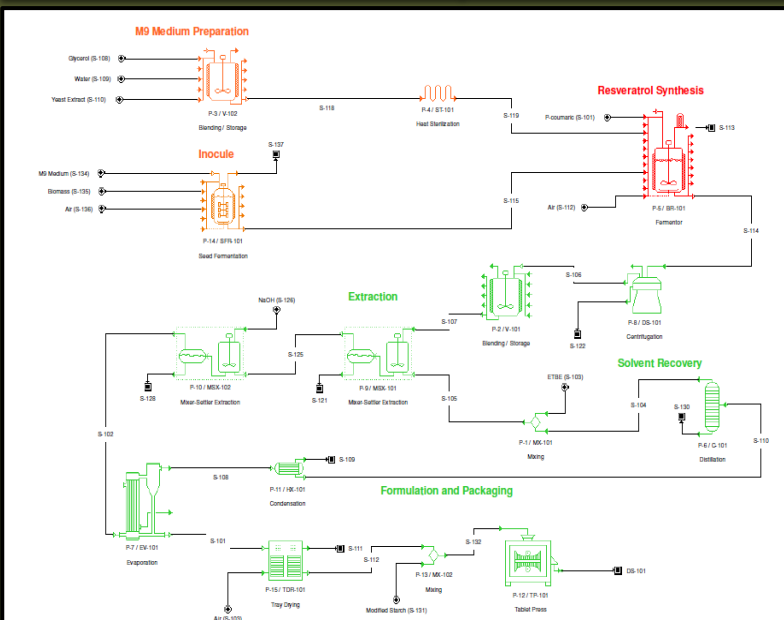 M9 Medium Preparation
Glycerol (S-108)
Water (S-109)
Yeast Extract (S-110)
P-3 / V-102
Blending / Storage
S-118
P-4 / ST-101
Heat Sterilization
S-119
Resveratrol Synthesis
P-coumaric (S-101)
S-113
Air (S-112)
P-5 / BR-101
Fermentor
S-114
Inocule
S-137
M9 Medium (S-134)
Biomass (S-135)
Air (S-136)
P-14 / SFR-101
Seed Fermentation
S-115
Extraction
NaOH (S-126)
S-125
P-10 / MSX-102
Mixer-Settler Extraction
S-128
S-107
P-9 / MSX-101
Mixer-Settler Extraction
S-121
S-105
P-2 / V-101
Blending / Storage
S-106
P-8 / DS-101
Centrifugation
S-122
Solvent Recovery
ETBE (S-103)
S-104
S-130
S-110
P-1 / MX-101
Mixing
P-6 / C-101
Distillation
S-102
S-108
S-109
P-11 / HX-101
Condensation
Formulation and Packaging
P-7 / EV-101
Evaporation
S-101
S-111
S-112
P-15 / TDR-101
Tray Drying
S-132
P-13 / MX-102
Mixing
Modified Starch (S-131)
P-12 / TP-101
Tablet Press
DS-101